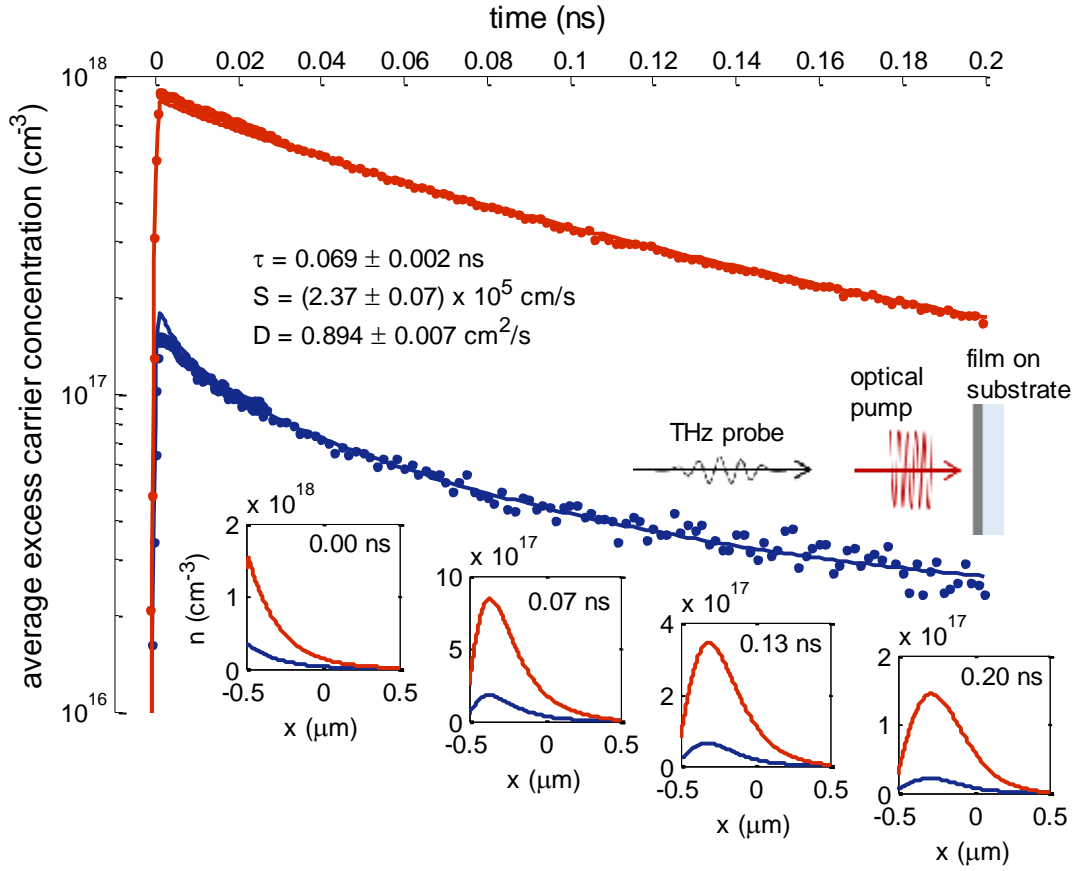 time (ns)
0 0.02 0.04 0.06 0.08 0.1 0.12 0.14 0.16 0.18 0.2
average excess carrier concentration (cm-3)
10^18
10^17
10^16
τ = 0.069 ± 0.002 ns
S = (2.37 ± 0.07) x 10^5 cm/s
D = 0.894 ± 0.007 cm^2/s
film on
substrate
optical
pump
THz probe
x 10^18
0.00 ns
n (cm-3)
2
1
0
-0.5 0 0.5
x (μm)
x 10^17
0.07 ns
10
5
0
-0.5 0 0.5
x (μm)
x 10^17
0.13 ns
4
2
0
-0.5 0 0.5
x (μm)
x 10^17
0.20 ns
2
1
0
-0.5 0 0.5
x (μm)